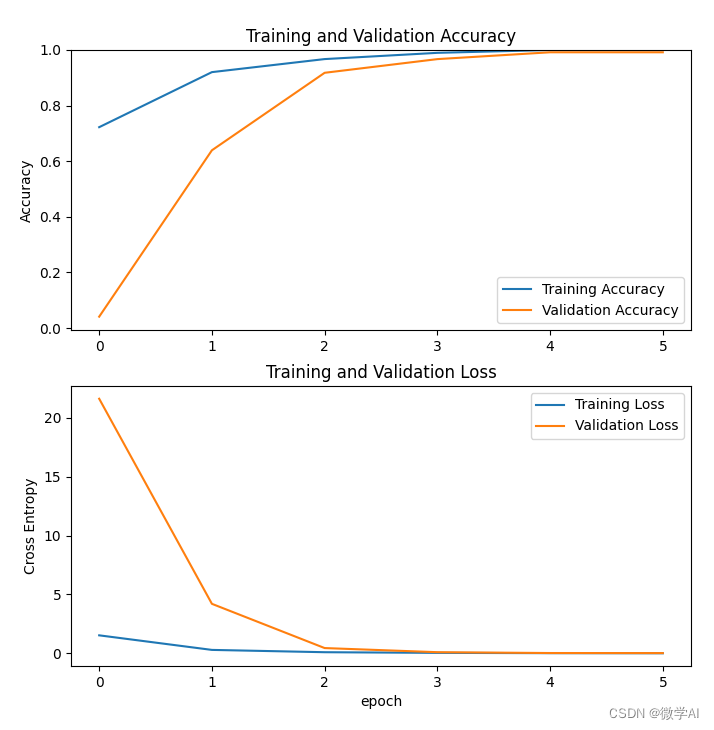 Training and Validation Accuracy
1.0
0.8
0.6
0.4
0.2
0.0
Accuracy
Training Accuracy
Validation Accuracy
0 1 2 3 4 5
Training and Validation Loss
20
15
10
5
0
Cross Entropy
Training Loss
Validation Loss
0 1 2 3 4 5
epoch
CSDN @微学AI